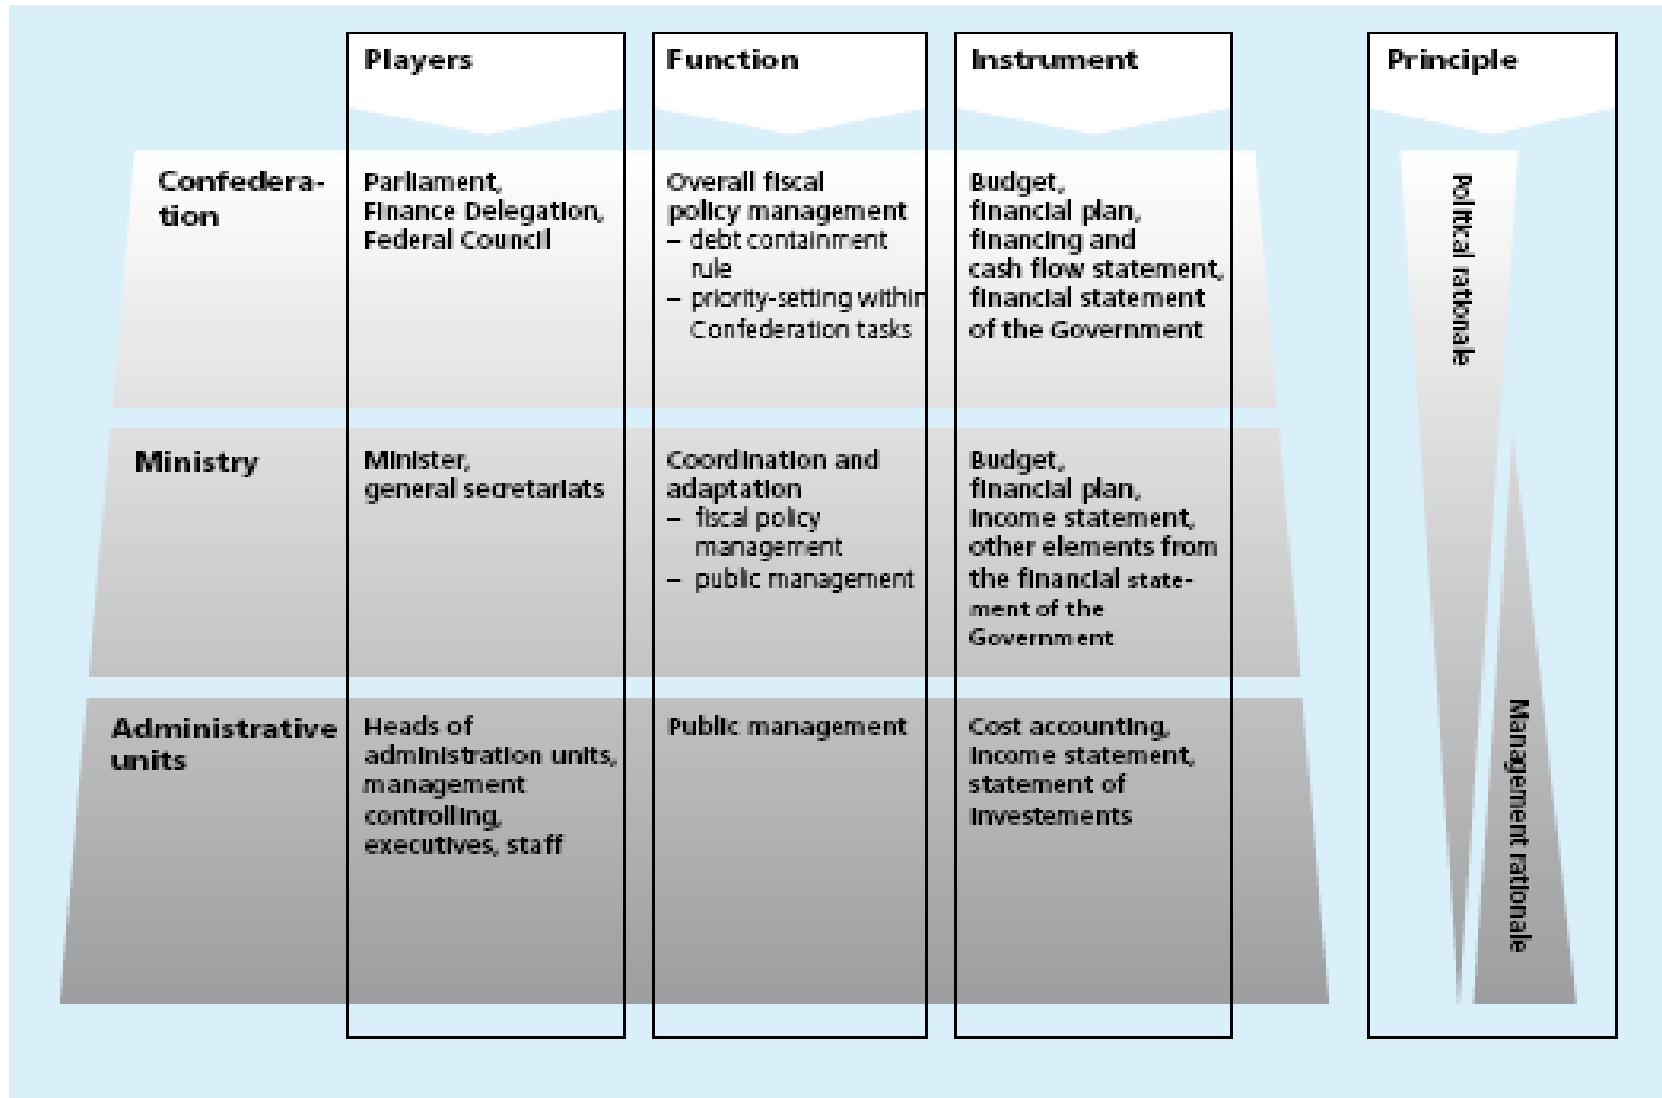 Players
Function
Instrument
Principle
Confedera-
tion
Parliament,
Finance Delegation,
Federal Council
Overall fiscal
policy management
– debt containment
rule
– priority-setting within
Confederation tasks
Budget,
financial plan,
financing and
cash flow statement,
financial statement
of the Government
Political rationale
Ministry
Minister,
general secretariats
Coordination and
adaptation
– fiscal policy
management
– public management
Budget,
financial plan,
income statement,
other elements from
the financial state-
ment of the
Government
Administrative
units
Heads of
administration units,
management
controlling,
executives, staff
Public management
Cost accounting,
income statement,
statement of
investements
Management rationale